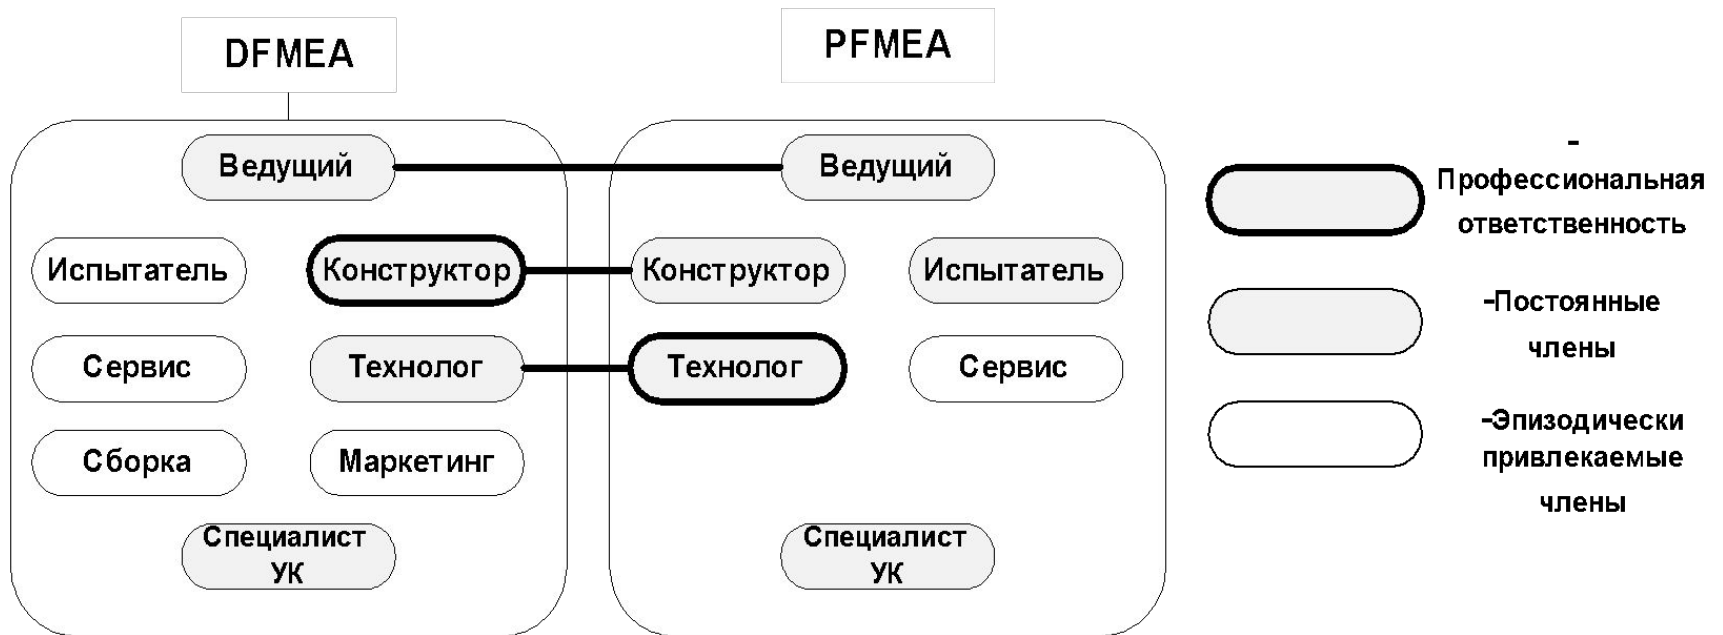 DFMEA
PFMEA
Ведущий
Ведущий
Испытатель
Конструктор
Конструктор
Испытатель
Сервис
Технолог
Технолог
Сервис
Сборка
Маркетинг
Специалист
УК
Специалист
УК
-
Профессиональная
ответственность
-Постоянные
члены
-Эпизодически
привлекаемые
члены